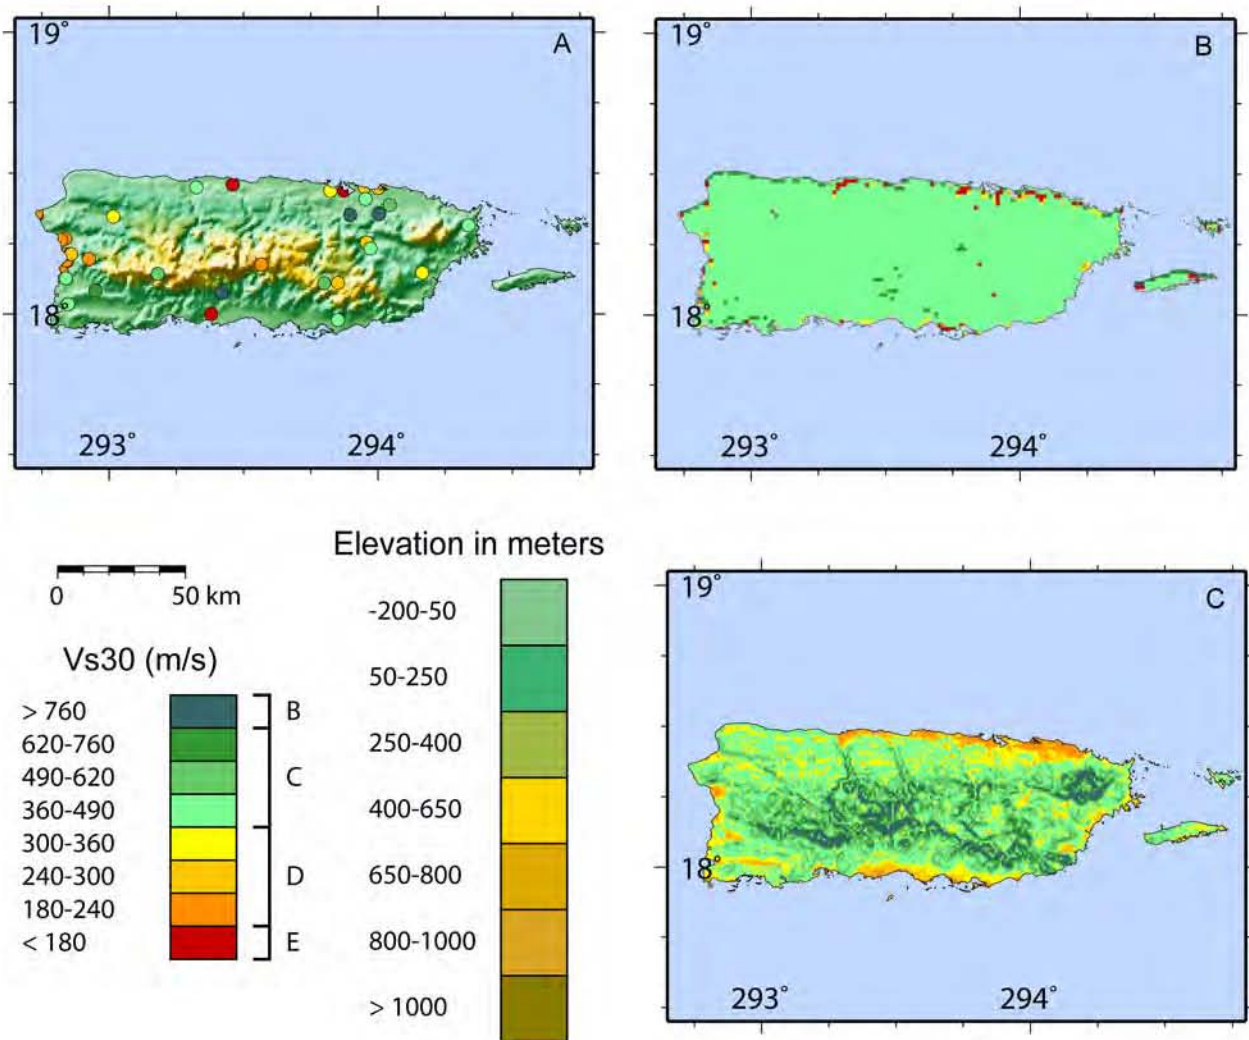 19°
A
18°
293°
294°
19°
B
18°
293°
294°
Elevation in meters
-200-50
50-250
250-400
400-650
650-800
800-1000
> 1000
0
50 km
Vs30 (m/s)
> 760
B
620-760
490-620
C
360-490
300-360
240-300
D
180-240
< 180
E
19°
C
18°
293°
294°